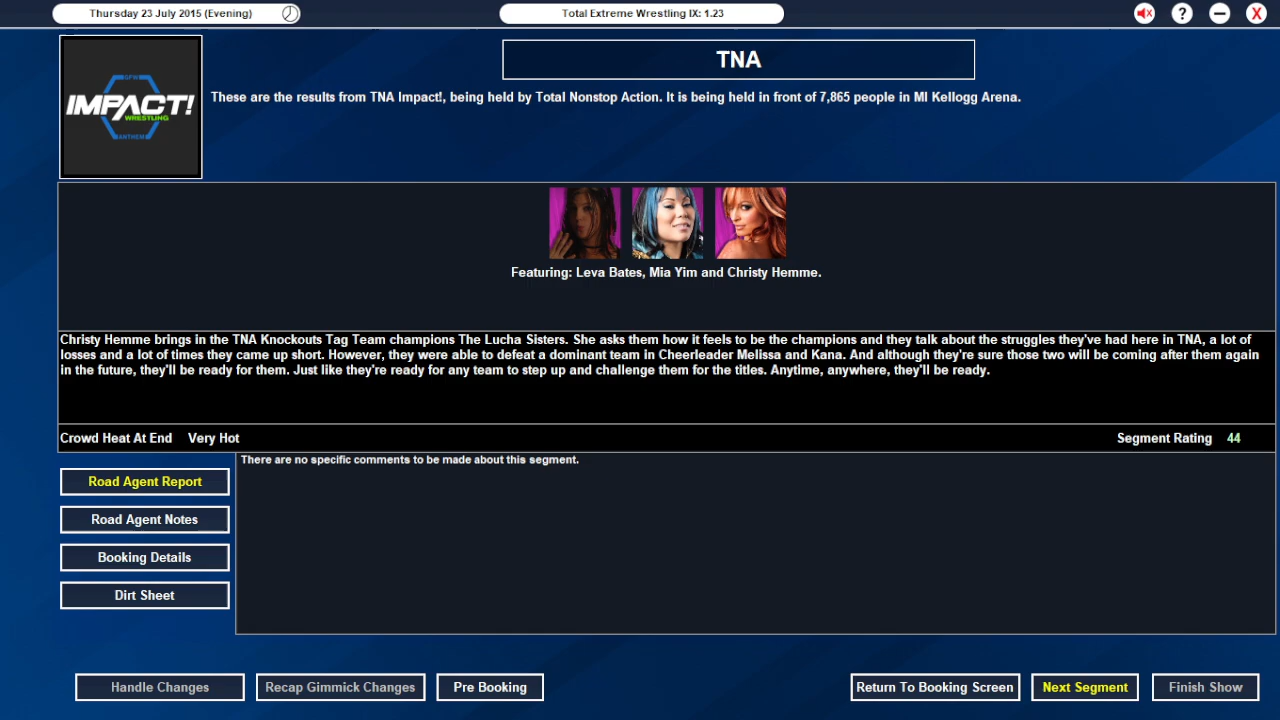 Thursday 23 July 2015 (Evening)
Total Extreme Wrestling IX: 1.23
?
X
TNA
GFW
IMPACT!
WRESTLING
ANTHEM
These are the results from TNA Impact!, being held by Total Nonstop Action. It is being held in front of 7,865 people in MI Kellogg Arena.
Featuring: Leva Bates, Mia Yim and Christy Hemme.
Christy Hemme brings in the TNA Knockouts Tag Team champions The Lucha Sisters. She asks them how it feels to be the champions and they talk about the struggles they've had here in TNA, a lot of
losses and a lot of times they came up short. However, they were able to defeat a dominant team in Cheerleader Melissa and Kana. And although they're sure those two will be coming after them again
in the future, they'll be ready for them. Just like they're ready for any team to step up and challenge them for the titles. Anytime, anywhere, they'll be ready.
Crowd Heat At End Very Hot
Segment Rating 44
There are no specific comments to be made about this segment.
Road Agent Report
Road Agent Notes
Booking Details
Dirt Sheet
Handle Changes
Recap Gimmick Changes
Pre Booking
Return To Booking Screen
Next Segment
Finish Show